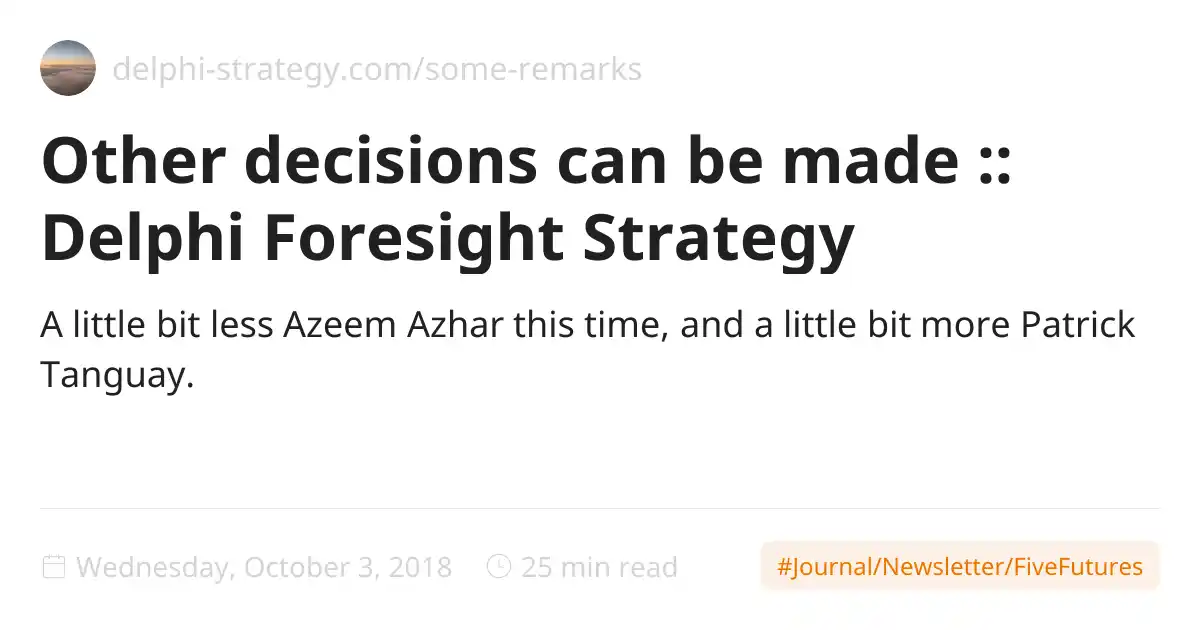 delphi-strategy.com/some-remarks
Other decisions can be made ::
Delphi Foresight Strategy
A little bit less Azeem Azhar this time, and a little bit more Patrick
Tanguay.
Wednesday, October 3, 2018
25 min read
#Journal/Newsletter/FiveFutures